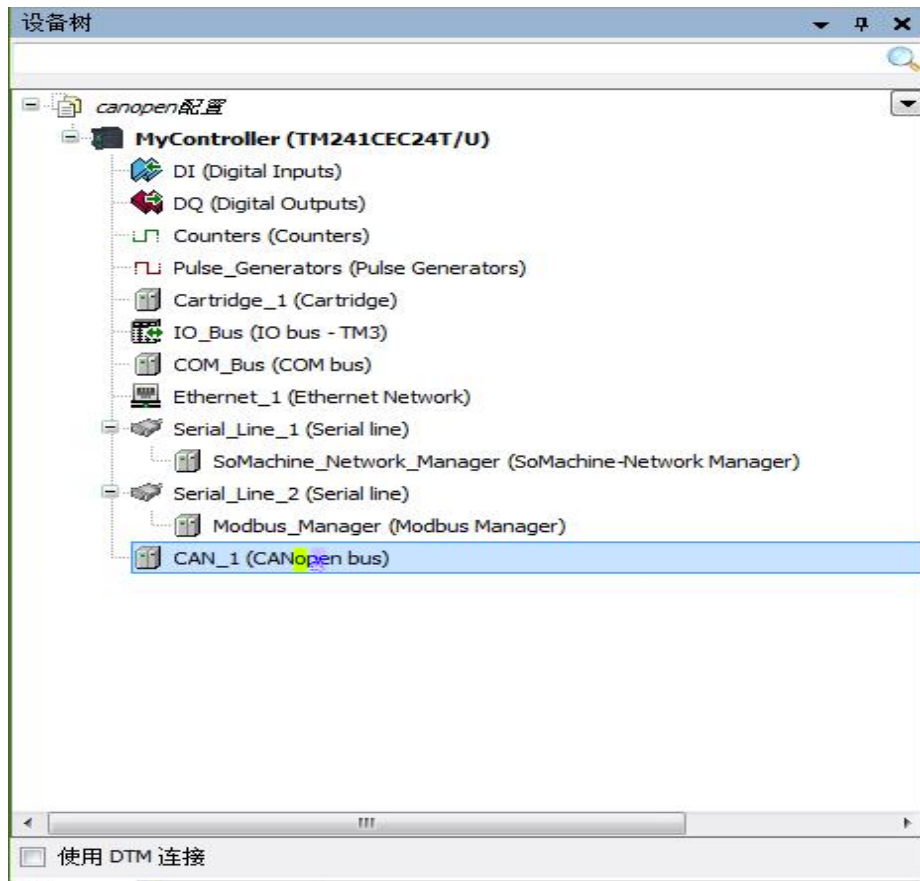 设备树
canopen配置
MyController (TM241CEC24T/U)
DI (Digital Inputs)
DQ (Digital Outputs)
Counters (Counters)
Pulse_Generators (Pulse Generators)
Cartridge_1 (Cartridge)
IO_Bus (IO bus - TM3)
COM_Bus (COM bus)
Ethernet_1 (Ethernet Network)
Serial_Line_1 (Serial line)
SoMachine_Network_Manager (SoMachine-Network Manager)
Serial_Line_2 (Serial line)
Modbus_Manager (Modbus Manager)
CAN_1 (CANopen bus)
使用 DTM 连接